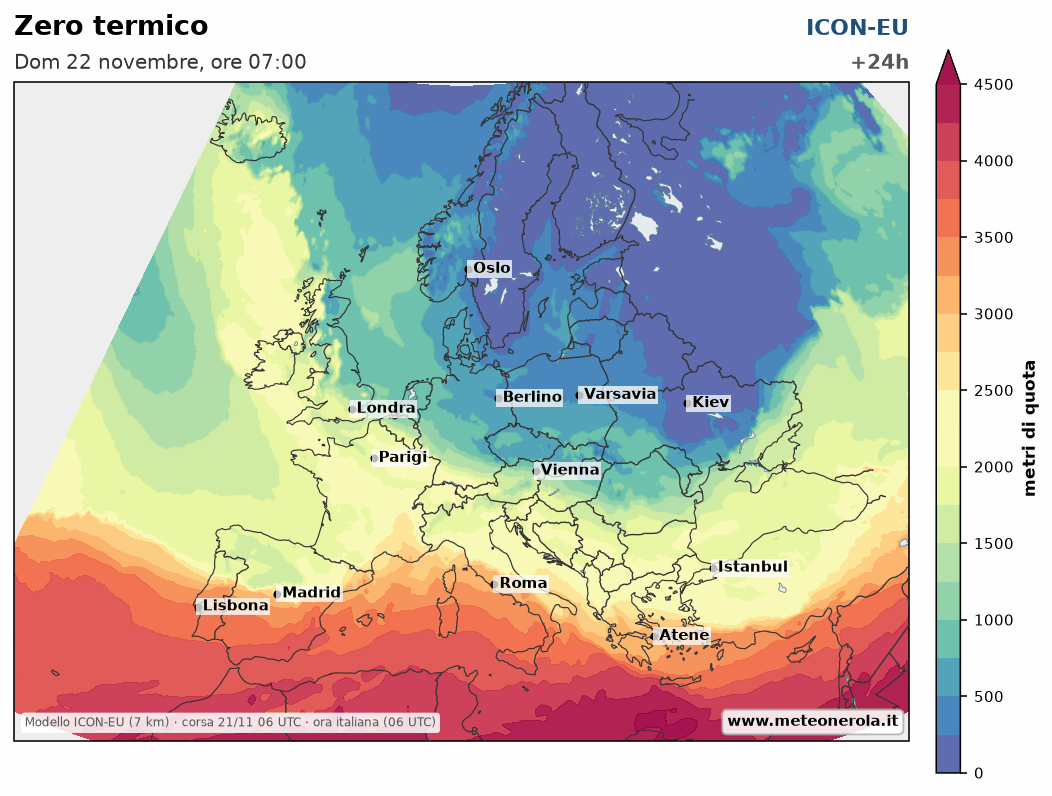 Zero termico
ICON-EU
Dom 22 novembre, ore 07:00
+24h
4500
4000
3500
3000
2500
2000
1500
1000
500
0
metri di quota
Oslo
Londra
Berlino
Varsavia
Kiev
Parigi
Vienna
Istanbul
Roma
Madrid
Lisbona
Atene
Modello ICON-EU (7 km) · corsa 21/11 06 UTC · ora italiana (06 UTC)
www.meteonerola.it